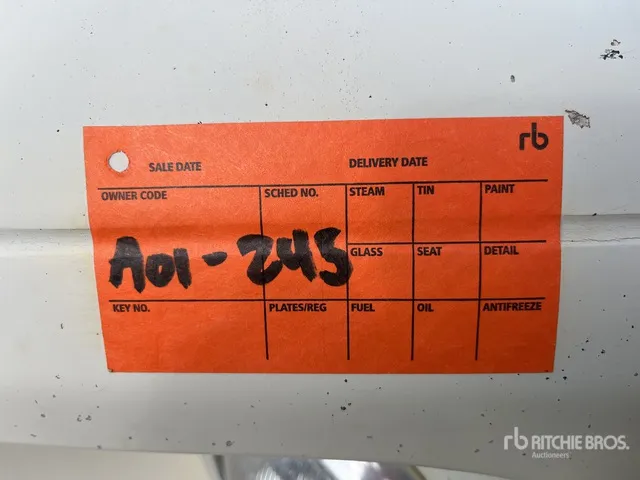 rb
SALE DATE DELIVERY DATE
OWNER CODE SCHED NO. STEAM TIN PAINT
A01-245
GLASS SEAT DETAIL
KEY NO. PLATES/REG FUEL OIL ANTIFREEZE
rb RITCHIE BROS.
Auctioneers